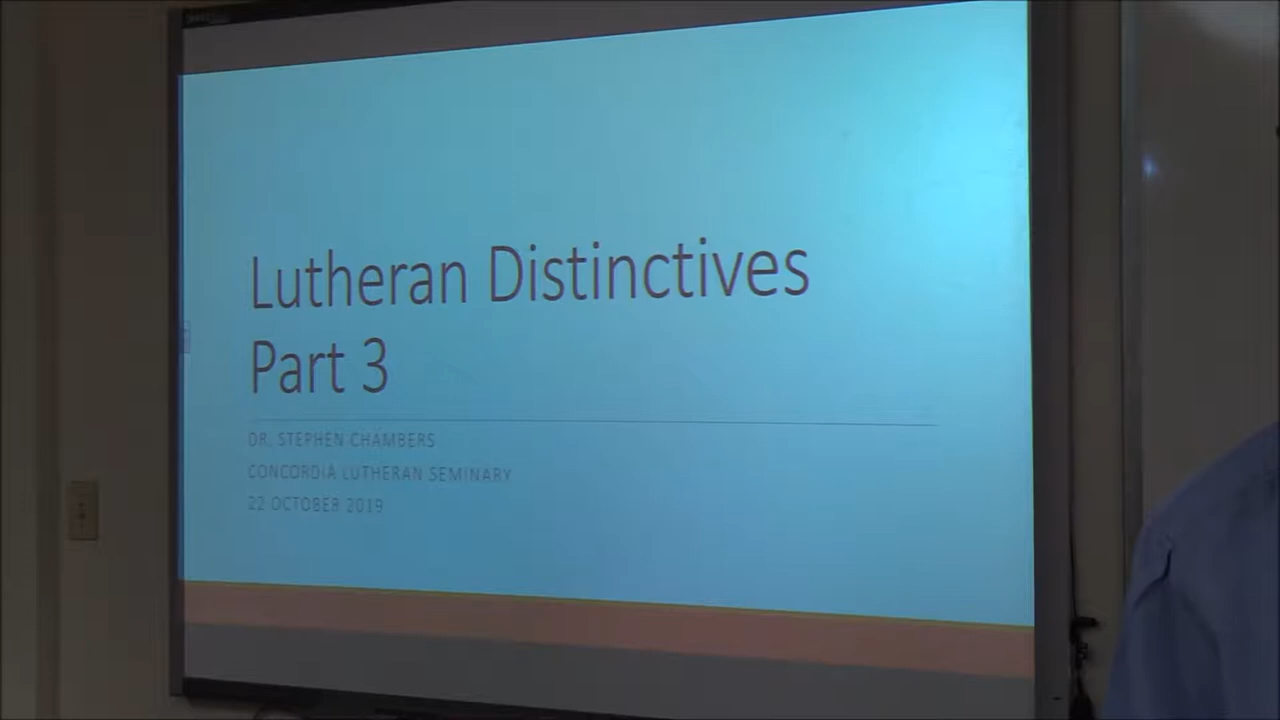 Lutheran Distinctives
Part 3
DR. STEPHEN CHAMBERS
CONCORDIA LUTHERAN SEMINARY
22 OCTOBER 2019